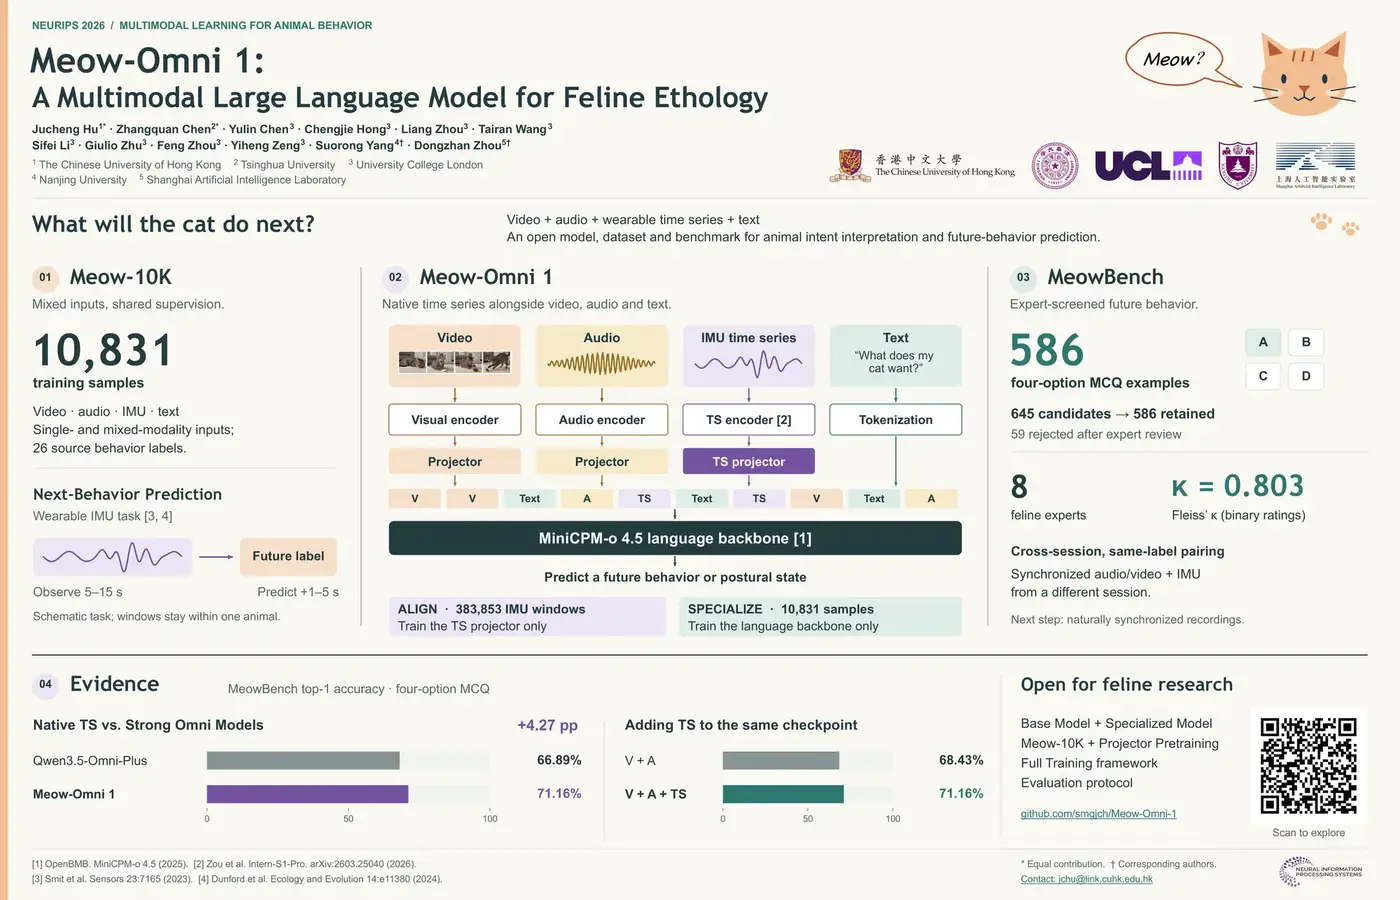 NEURIPS 2026 / MULTIMODAL LEARNING FOR ANIMAL BEHAVIOR
Meow-Omni 1:
A Multimodal Large Language Model for Feline Ethology
Jucheng Hu1* · Zhangquan Chen2* · Yulin Chen3 · Chengjie Hong3 · Liang Zhou3 · Tairan Wang3
Sifei Li3 · Giulio Zhu3 · Feng Zhou3 · Yiheng Zeng3 · Suorong Yang4† · Dongzhan Zhou5†
1 The Chinese University of Hong Kong 2 Tsinghua University 3 University College London
4 Nanjing University 5 Shanghai Artificial Intelligence Laboratory
Meow?
香港中文大學
The Chinese University of Hong Kong
UCL
上海人工智能实验室
Shanghai Artificial Intelligence Laboratory
What will the cat do next?
Video + audio + wearable time series + text
An open model, dataset and benchmark for animal intent interpretation and future-behavior prediction.
01 Meow-10K
Mixed inputs, shared supervision.
10,831
training samples
Video · audio · IMU · text
Single- and mixed-modality inputs;
26 source behavior labels.
Next-Behavior Prediction
Wearable IMU task [3, 4]
Future label
Observe 5–15 s Predict +1–5 s
Schematic task; windows stay within one animal.
02 Meow-Omni 1
Native time series alongside video, audio and text.
Video Audio IMU time series Text
“What does my
cat want?”
Visual encoder Audio encoder TS encoder [2] Tokenization
Projector Projector TS projector
V V Text A TS Text TS V Text A
MiniCPM-o 4.5 language backbone [1]
Predict a future behavior or postural state
ALIGN · 383,853 IMU windows
Train the TS projector only
SPECIALIZE · 10,831 samples
Train the language backbone only
03 MeowBench
Expert-screened future behavior.
586
four-option MCQ examples
A B
C D
645 candidates → 586 retained
59 rejected after expert review
8
feline experts
κ = 0.803
Fleiss’ κ (binary ratings)
Cross-session, same-label pairing
Synchronized audio/video + IMU
from a different session.
Next step: naturally synchronized recordings.
04 Evidence
MeowBench top-1 accuracy · four-option MCQ
Native TS vs. Strong Omni Models +4.27 pp
Qwen3.5-Omni-Plus 66.89%
Meow-Omni 1 71.16%
0 50 100
Adding TS to the same checkpoint
V + A 68.43%
V + A + TS 71.16%
0 50 100
Open for feline research
Base Model + Specialized Model
Meow-10K + Projector Pretraining
Full Training framework
Evaluation protocol
github.com/smgjch/Meow-Omni-1
Scan to explore
[1] OpenBMB. MiniCPM-o 4.5 (2025). [2] Zou et al. Intern-S1-Pro. arXiv:2603.25040 (2026).
[3] Smit et al. Sensors 23:7165 (2023). [4] Dunford et al. Ecology and Evolution 14:e11380 (2024).
* Equal contribution. † Corresponding authors.
Contact: jchu@link.cuhk.edu.hk
NEURAL INFORMATION
PROCESSING SYSTEMS